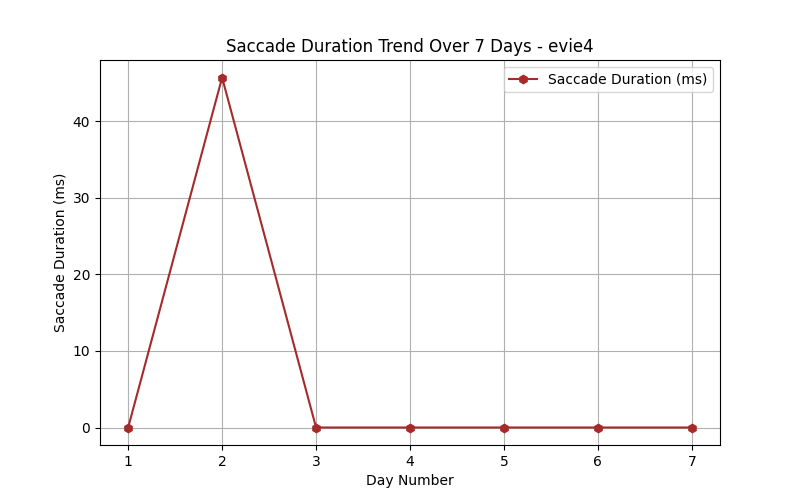 Saccade Duration Trend Over 7 Days - evie4
Saccade Duration (ms)
Saccade Duration (ms)
40
30
20
10
0
1 2 3 4 5 6 7
Day Number